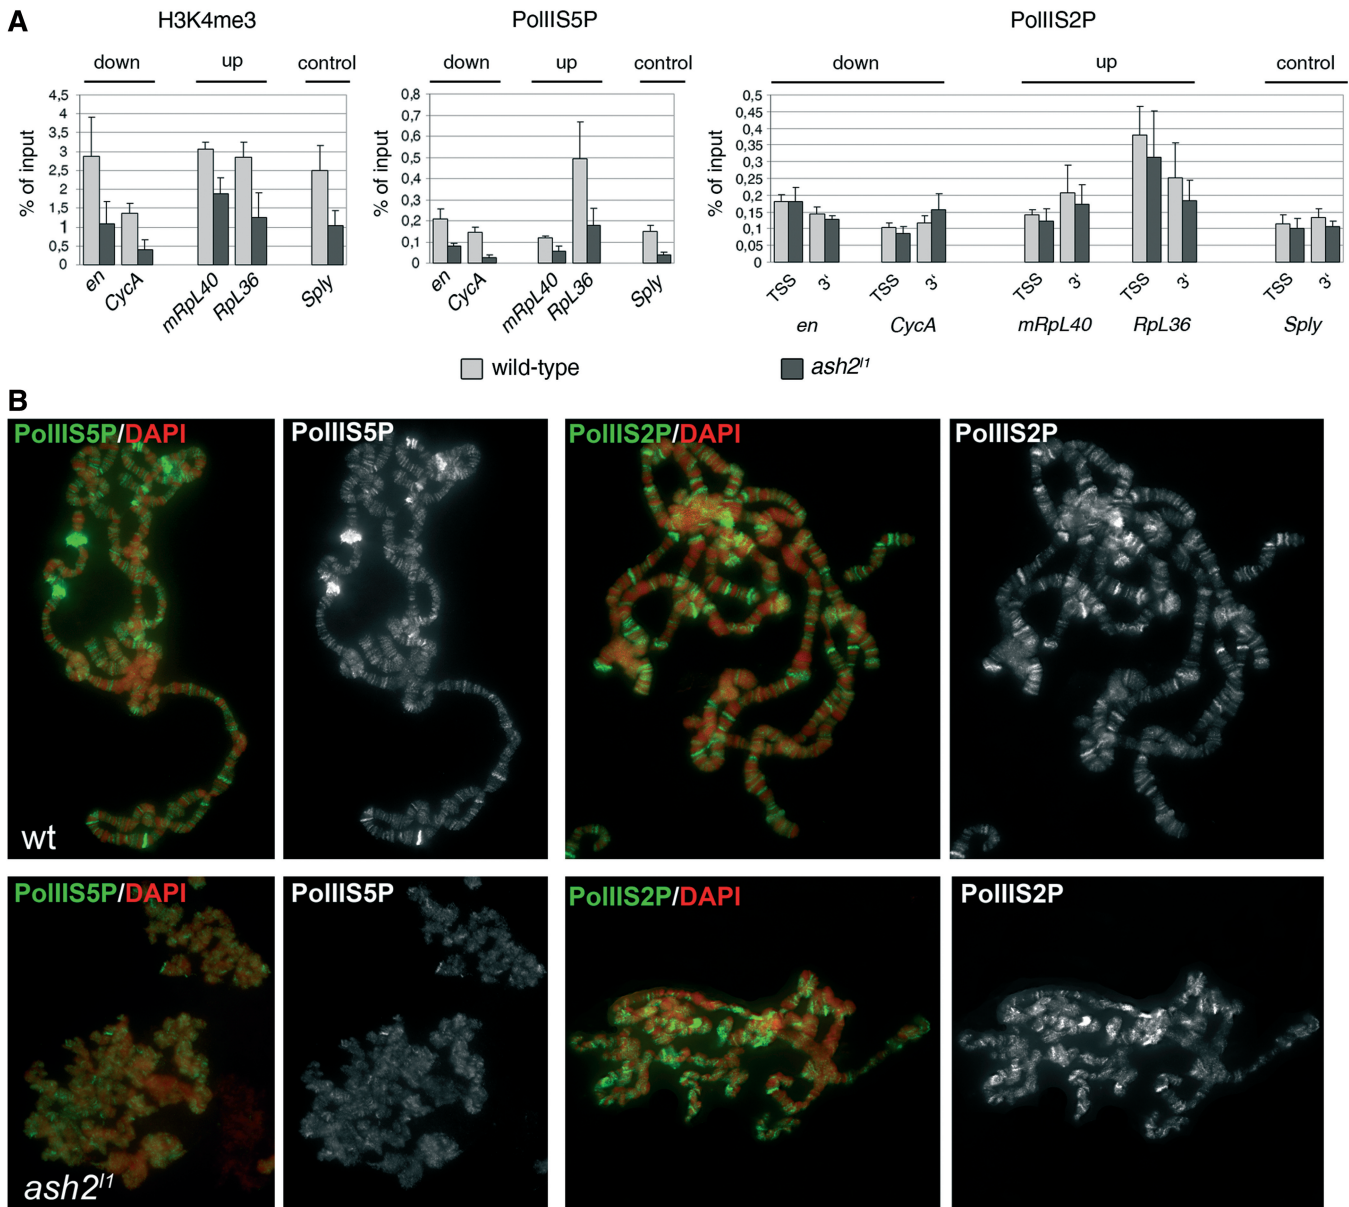 A
H3K4me3
PolIIS5P
PolIIS2P
down
up
control
down
up
control
down
up
control
% of input
4,5
4
3,5
3
2,5
2
1,5
1
0,5
0
en
CycA
mRpL40
RpL36
Sply
% of input
0,8
0,7
0,6
0,5
0,4
0,3
0,2
0,1
0
en
CycA
mRpL40
RpL36
Sply
% of input
0,5
0,45
0,4
0,35
0,3
0,25
0,2
0,15
0,1
0,05
0
TSS 3' TSS 3' TSS 3' TSS 3' TSS 3'
en CycA mRpL40 RpL36 Sply
wild-type
ash2l1
B
PolIIS5P/DAPI
PolIIS5P
PolIIS2P/DAPI
PolIIS2P
wt
PolIIS5P/DAPI
PolIIS5P
PolIIS2P/DAPI
PolIIS2P
ash2l1